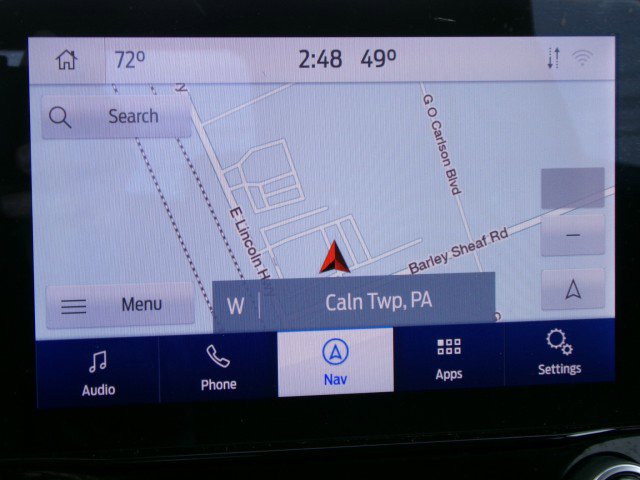 72°
2:48 49°
Search
G O Carlson Blvd
E Lincoln Hwy
Barley Sheaf Rd
Menu
W
Caln Twp, PA
Audio
Phone
Nav
Apps
Settings